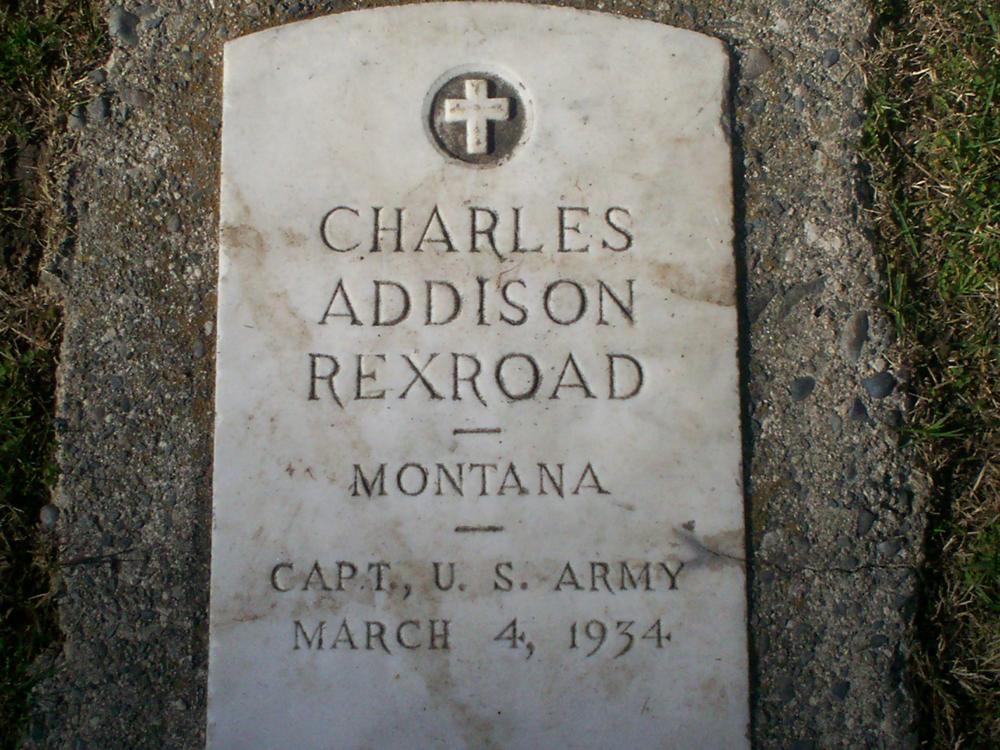 CHARLES
ADDISON
REXROAD
MONTANA
CAPT., U. S. ARMY
MARCH 4, 1934